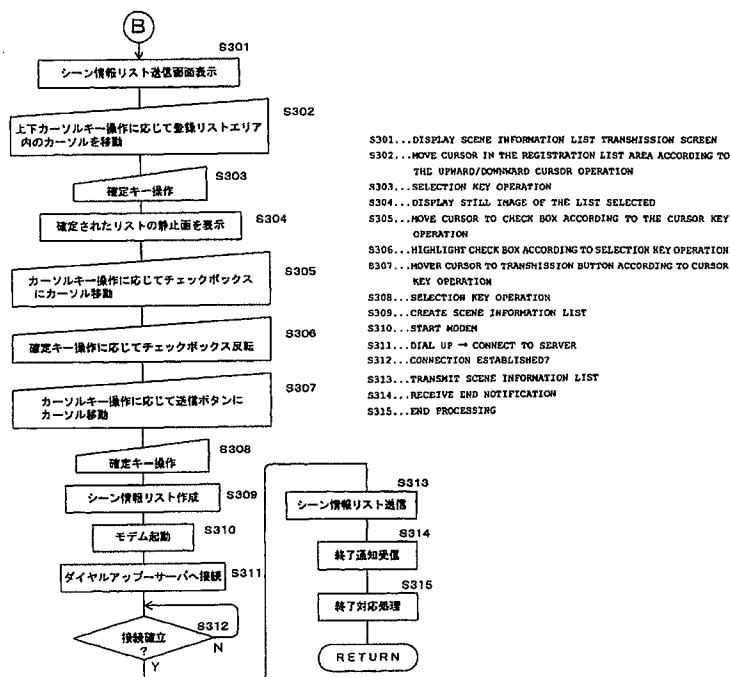 B
S301
シーン情報リスト送信画面表示
S302
上下カーソルキー操作に応じて登録リストエリア
内のカーソルを移動
S303
確定キー操作
S304
確定されたリストの静止画を表示
S305
カーソルキー操作に応じてチェックボックス
にカーソル移動
S306
確定キー操作に応じてチェックボックス反転
S307
カーソルキー操作に応じて送信ボタンに
カーソル移動
S308
確定キー操作
S309
シーン情報リスト作成
S310
モデム起動
S311
ダイヤルアップーサーバへ接続
S312
接続確立
?
N
Y
S313
シーン情報リスト送信
S314
終了通知受信
S315
終了対応処理
RETURN
S301...DISPLAY SCENE INFORMATION LIST TRANSMISSION SCREEN
S302...MOVE CURSOR IN THE REGISTRATION LIST AREA ACCORDING TO
THE UPWARD/DOWNWARD CURSOR OPERATION
S303...SELECTION KEY OPERATION
S304...DISPLAY STILL IMAGE OF THE LIST SELECTED
S305...MOVE CURSOR TO CHECK BOX ACCORDING TO THE CURSOR KEY
OPERATION
S306...HIGHLIGHT CHECK BOX ACCORDING TO SELECTION KEY OPERATION
S307...MOVER CURSOR TO TRANSMISSION BUTTON ACCORDING TO CURSOR
KEY OPERATION
S308...SELECTION KEY OPERATION
S309...CREATE SCENE INFORMATION LIST
S310...START MODEM
S311...DIAL UP → CONNECT TO SERVER
S312...CONNECTION ESTABLISHED?
S313...TRANSMIT SCENE INFORMATION LIST
S314...RECEIVE END NOTIFICATION
S315...END PROCESSING